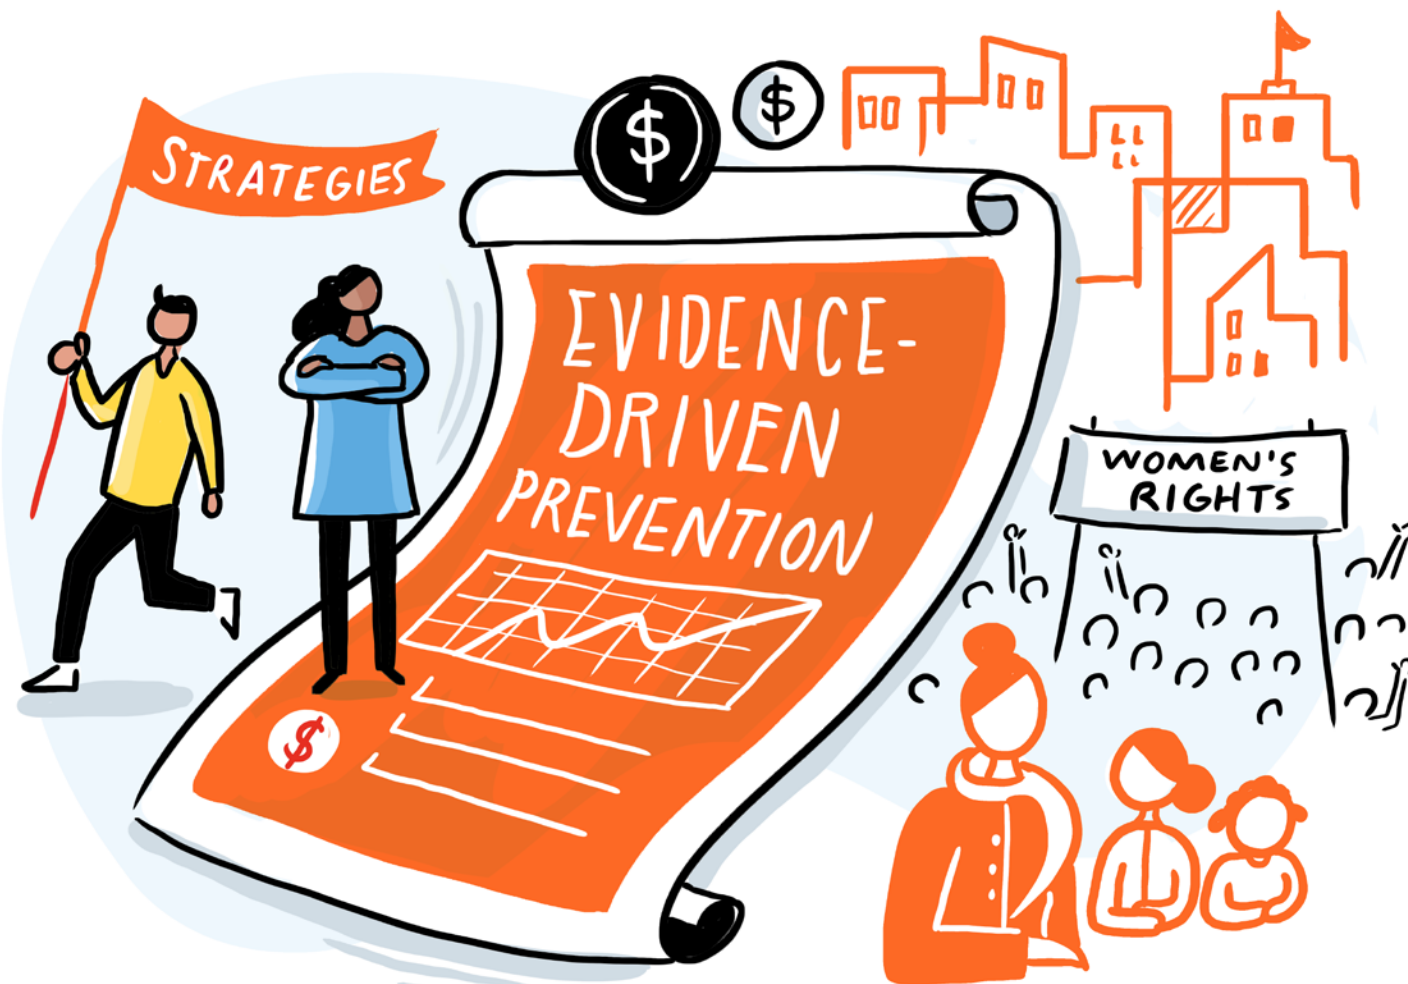 STRATEGIES
$
$
EVIDENCE-
DRIVEN
PREVENTION
$
WOMEN'S
RIGHTS